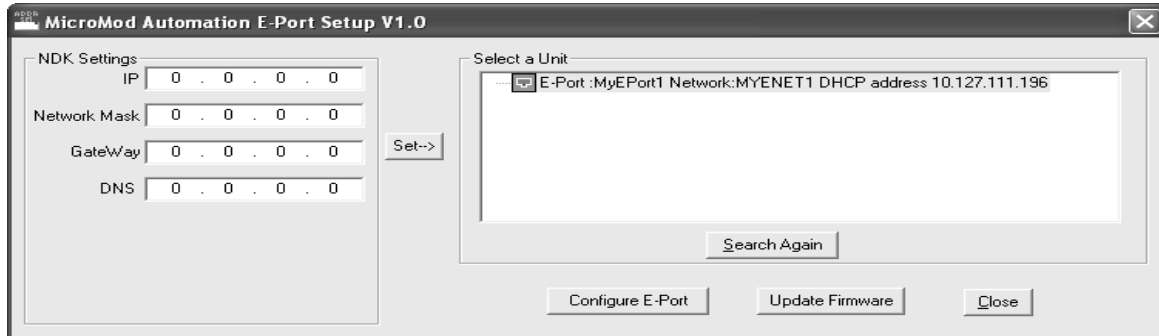 MicroMod Automation E-Port Setup V1.0
NDK Settings
IP 0 . 0 . 0 . 0
Network Mask 0 . 0 . 0 . 0
GateWay 0 . 0 . 0 . 0
DNS 0 . 0 . 0 . 0
Set-->
Select a Unit
E-Port :MyEPort1 Network:MYENET1 DHCP address 10.127.111.196
Search Again
Configure E-Port
Update Firmware
Close